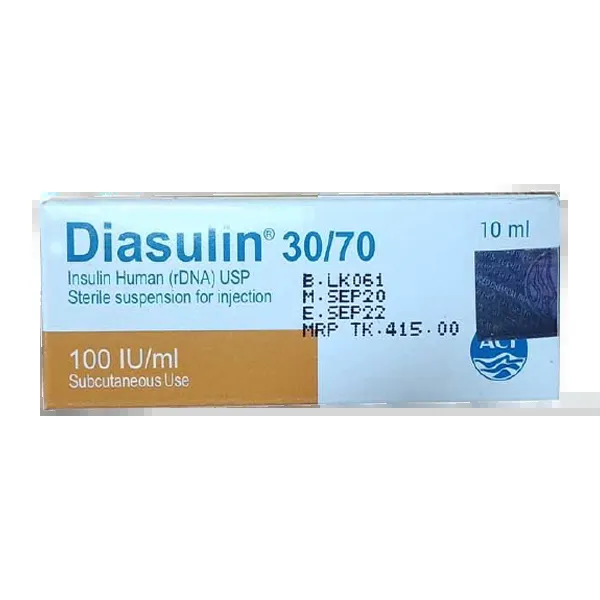 Diasulin® 30/70
10 ml
Insulin Human (rDNA) USP
Sterile suspension for injection
B.LK061
M.SEP20
E.SEP22
MRP TK.415.00
100 IU/ml
Subcutaneous Use
ACI